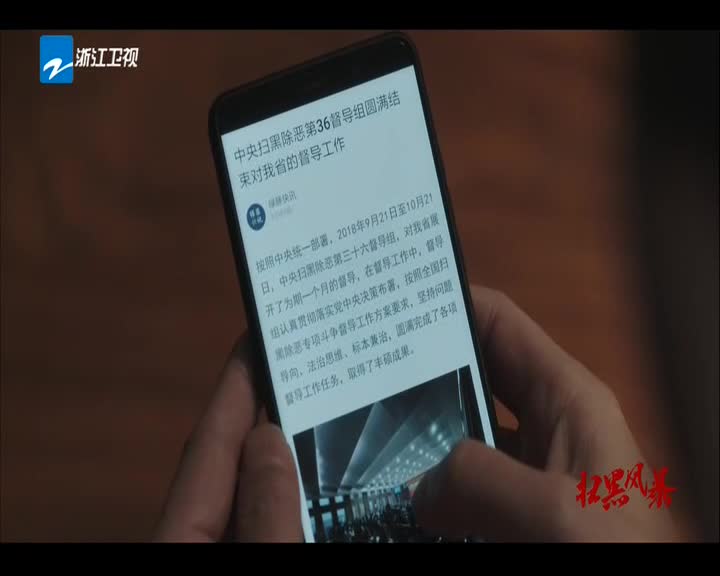 浙江卫视
中央扫黑除恶第36督导组圆满结
束对我省的督导工作
绿藤快讯
按照中央统一部署，2018年9月21日至10月21
日，中央扫黑除恶第三十六督导组，对我省展
开了为期一个月的督导，在督导工作中，督导
组认真贯彻落实党中央决策布署，按照全国扫
黑除恶专项斗争督导工作方案要求，坚持问题
导向、法治思维、标本兼治，圆满完成了各项
督导工作任务，取得了丰硕成果。
扫黑风暴